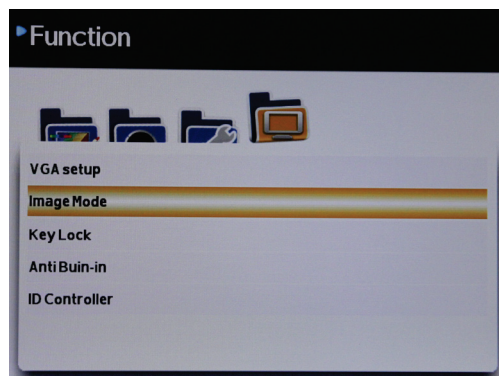 Function
VGA setup
Image Mode
Key Lock
Anti Buin-in
ID Controller